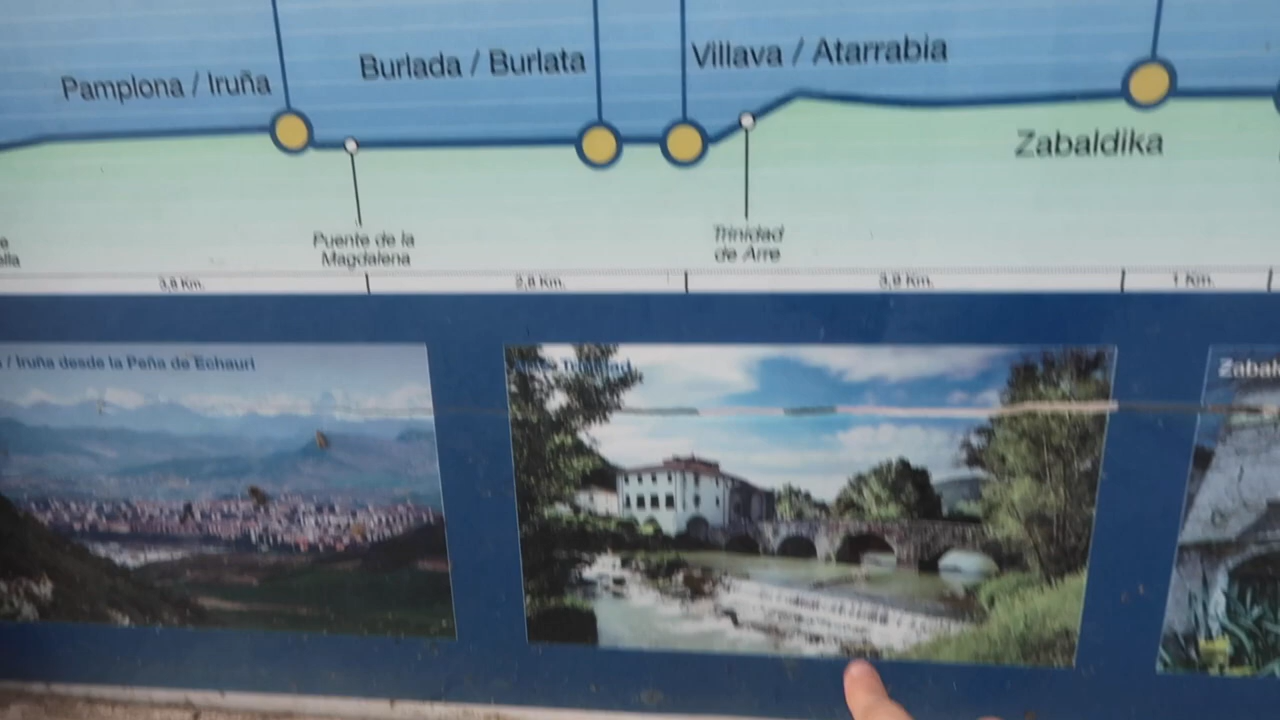 Pamplona / Iruña
Burlada / Burlata
Villava / Atarrabia
Zabaldika
Puente de la
Magdalena
Trinidad
de Arre
3,8 Km.
2,8 Km.
3,9 Km.
1 Km.
/ Iruña desde la Peña de Echauri
Trinidad